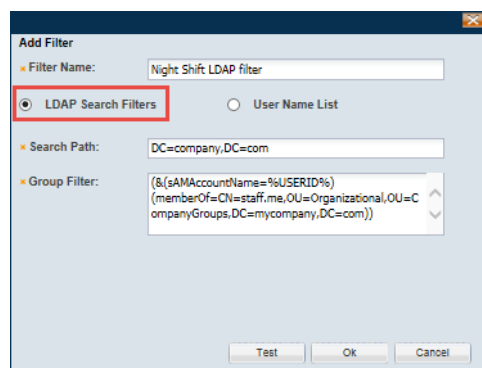 Add Filter
* Filter Name:
Night Shift LDAP filter
LDAP Search Filters
User Name List
* Search Path:
DC=company,DC=com
* Group Filter:
(&(sAMAccountName=%USERID%)
(memberOf=CN=staff.me,OU=Organizational,OU=C
ompanyGroups,DC=mycompany,DC=com))
Test
Ok
Cancel